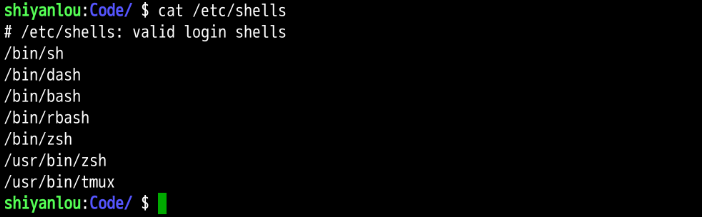 shiyanlou:Code/ $ cat /etc/shells
# /etc/shells: valid login shells
/bin/sh
/bin/dash
/bin/bash
/bin/rbash
/bin/zsh
/usr/bin/zsh
/usr/bin/tmux
shiyanlou:Code/ $